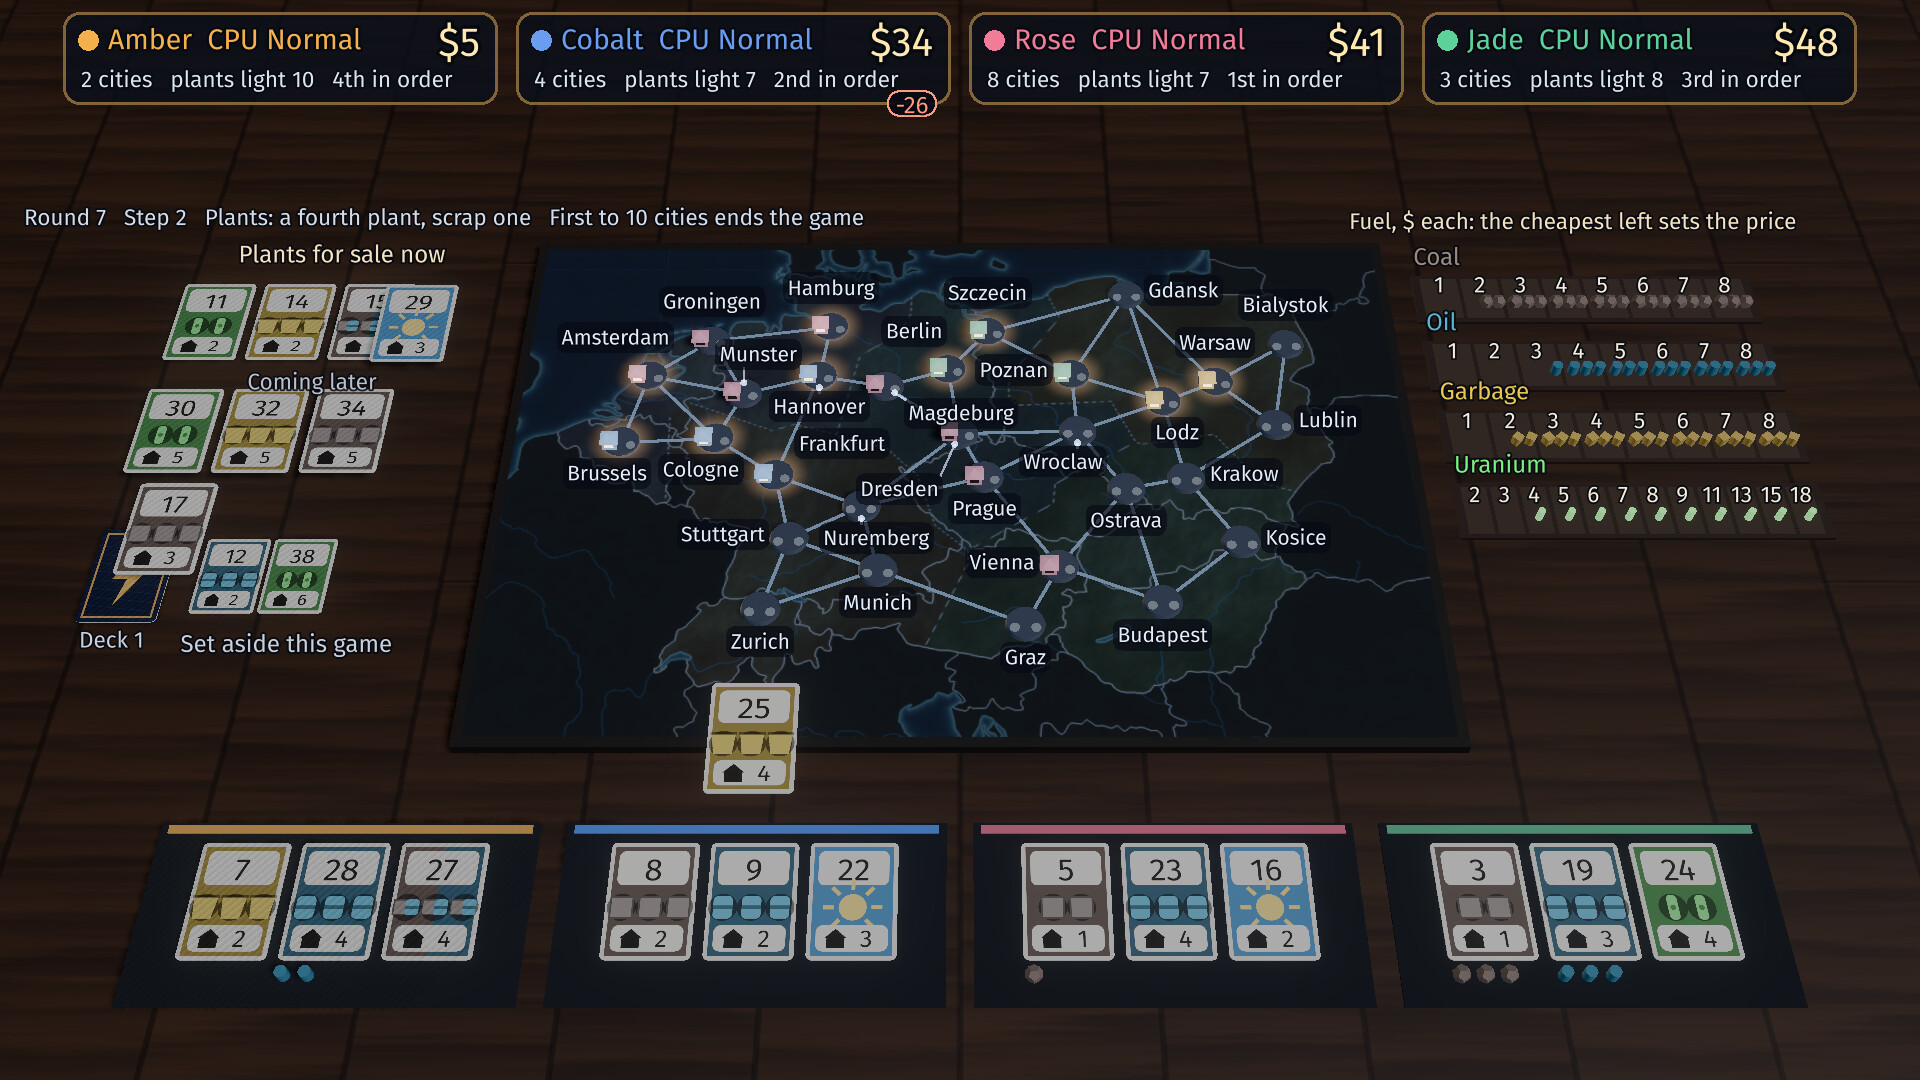 Amber CPU Normal $5
2 cities plants light 10 4th in order
Cobalt CPU Normal $34
4 cities plants light 7 2nd in order
-26
Rose CPU Normal $41
8 cities plants light 7 1st in order
Jade CPU Normal $48
3 cities plants light 8 3rd in order
Round 7 Step 2 Plants: a fourth plant, scrap one First to 10 cities ends the game
Plants for sale now
11 14 15 29
2 2 3
Coming later
30 32 34
5 5 5
17
3
12 38
2 6
Deck 1
Set aside this game
Fuel, $ each: the cheapest left sets the price
Coal
1 2 3 4 5 6 7 8
Oil
1 2 3 4 5 6 7 8
Garbage
1 2 3 4 5 6 7 8
Uranium
2 3 4 5 6 7 8 9 11 13 15 18
Hamburg
Groningen
Szczecin
Gdansk
Bialystok
Amsterdam
Berlin
Munster
Warsaw
Poznan
Hannover
Magdeburg
Lublin
Frankfurt
Lodz
Brussels
Cologne
Wroclaw
Krakow
Dresden
Prague
Ostrava
Stuttgart
Nuremberg
Kosice
Vienna
Munich
Zurich
Budapest
Graz
25
4
7 28 27
2 4 4
8 9 22
2 2 3
5 23 16
1 4 2
3 19 24
1 3 4